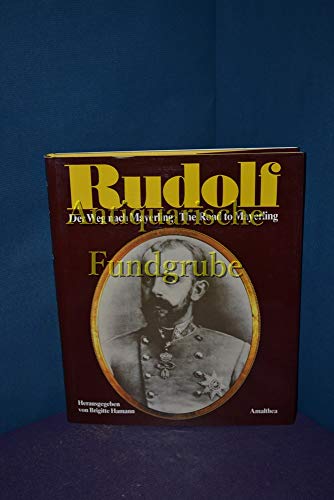 Rudolf
Der Weg nach Mayerling / The Road to Mayerling
Antiquarische
Fundgrube
Herausgegeben
von Brigitte Hamann
Amalthea